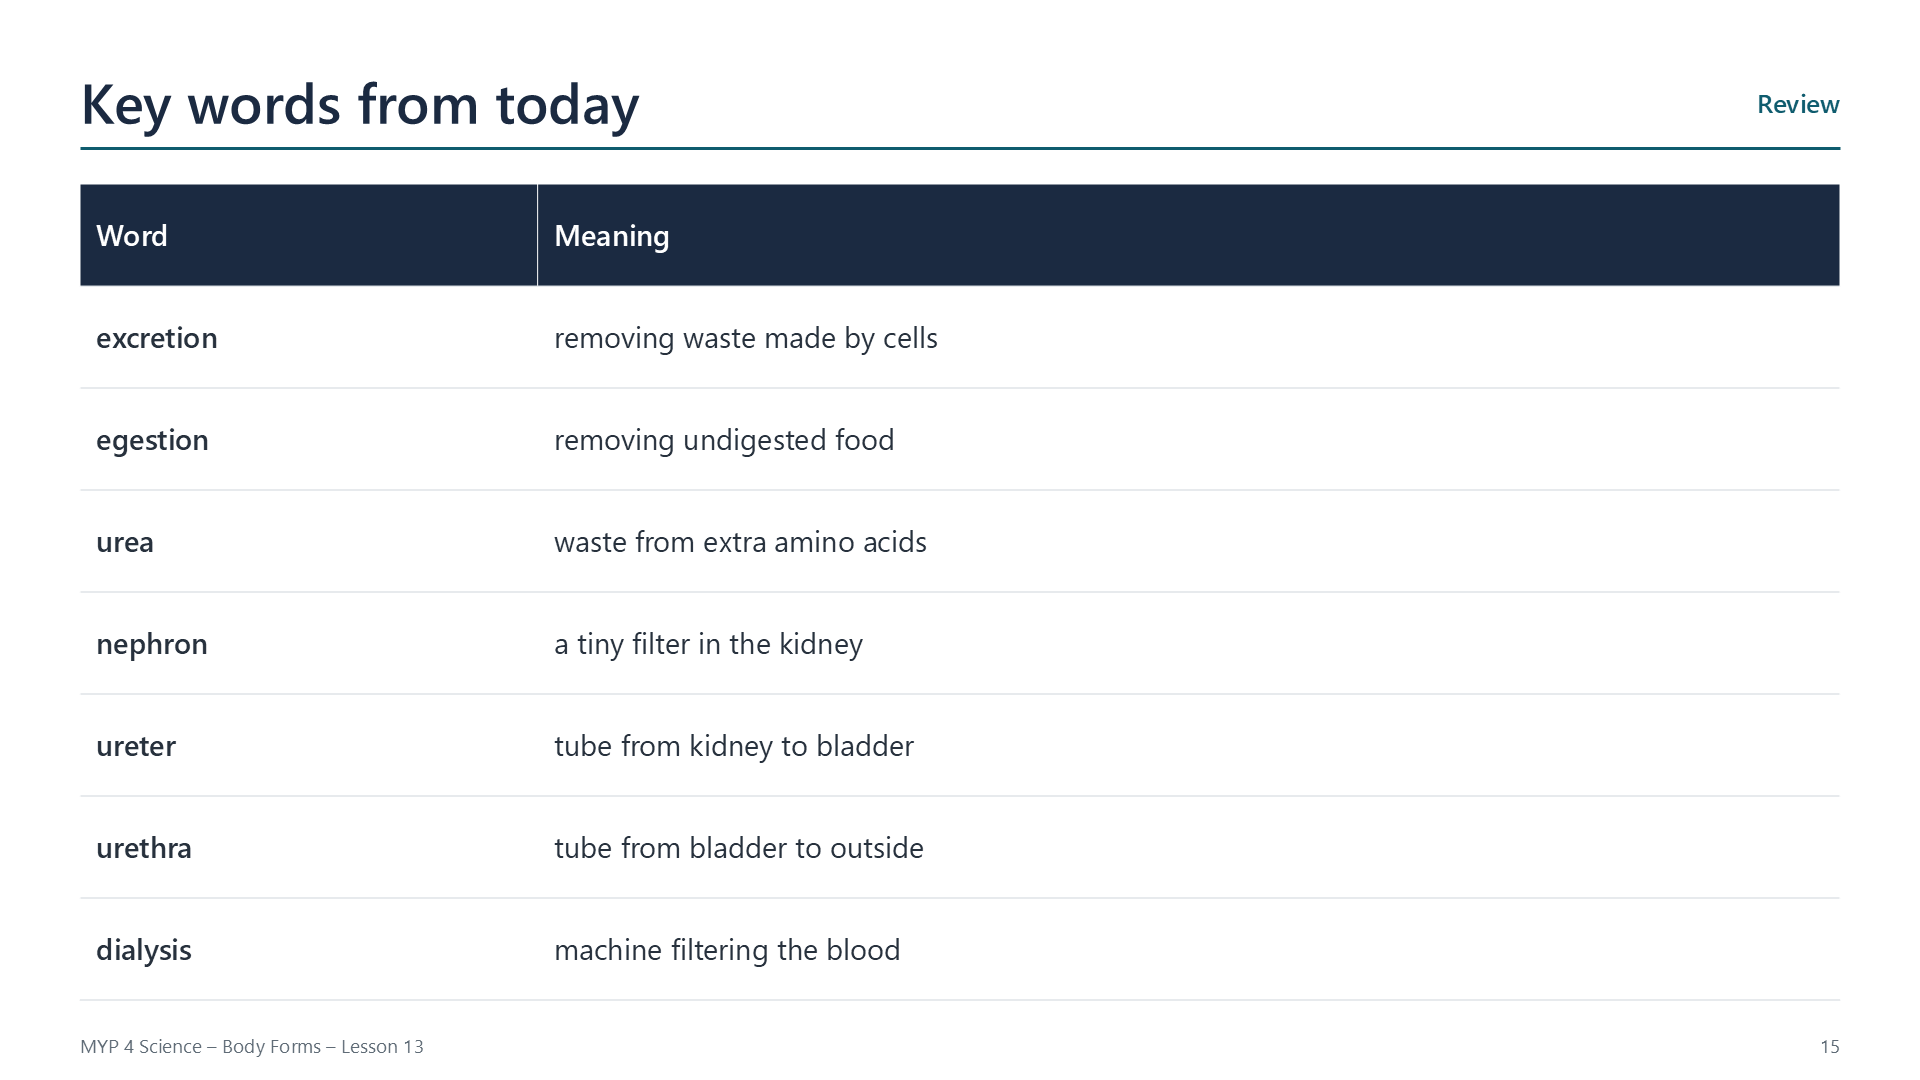 Key words from today
Review
Word Meaning
excretion removing waste made by cells
egestion removing undigested food
urea waste from extra amino acids
nephron a tiny filter in the kidney
ureter tube from kidney to bladder
urethra tube from bladder to outside
dialysis machine filtering the blood
MYP 4 Science – Body Forms – Lesson 13
15